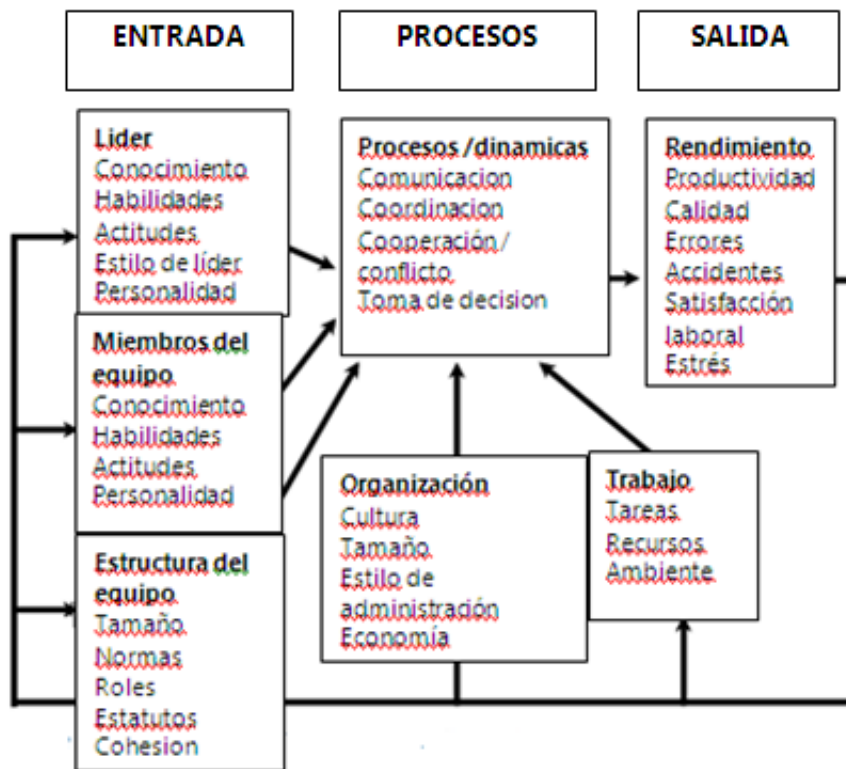 ENTRADA
PROCESOS
SALIDA
Lider
Conocimiento
Habilidades
Actitudes
Estilo de líder
Personalidad
Miembros del
equipo
Conocimiento
Habilidades
Actitudes
Personalidad
Estructura del
equipo
Tamaño
Normas
Roles
Estatutos
Cohesion
Procesos /dinamicas
Comunicacion
Coordinacion
Cooperación /
conflicto
Toma de decision
Organización
Cultura
Tamaño
Estilo de
administración
Economía
Trabajo
Tareas
Recursos
Ambiente
Rendimiento
Productividad
Calidad
Errores
Accidentes
Satisfacción
laboral
Estrés